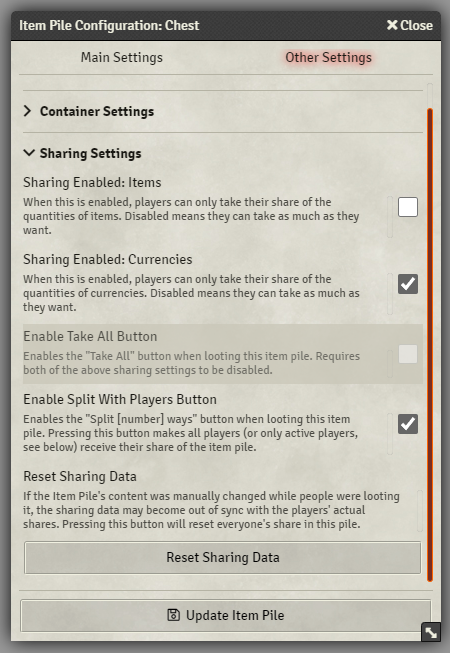 Item Pile Configuration: Chest
Close
Main Settings
Other Settings
Container Settings
Sharing Settings
Sharing Enabled: Items
When this is enabled, players can only take their share of the
quantities of items. Disabled means they can take as much as they
want.
Sharing Enabled: Currencies
When this is enabled, players can only take their share of the
quantities of currencies. Disabled means they can take as much as
they want.
Enable Take All Button
Enables the "Take All" button when looting this item pile. Requires
both of the above sharing settings to be disabled.
Enable Split With Players Button
Enables the "Split [number] ways" button when looting this item
pile. Pressing this button makes all players (or only active players,
see below) receive their share of the item pile.
Reset Sharing Data
If the Item Pile's content was manually changed while people were looting
it, the sharing data may become out of sync with the players' actual
shares. Pressing this button will reset everyone's share in this pile.
Reset Sharing Data
Update Item Pile